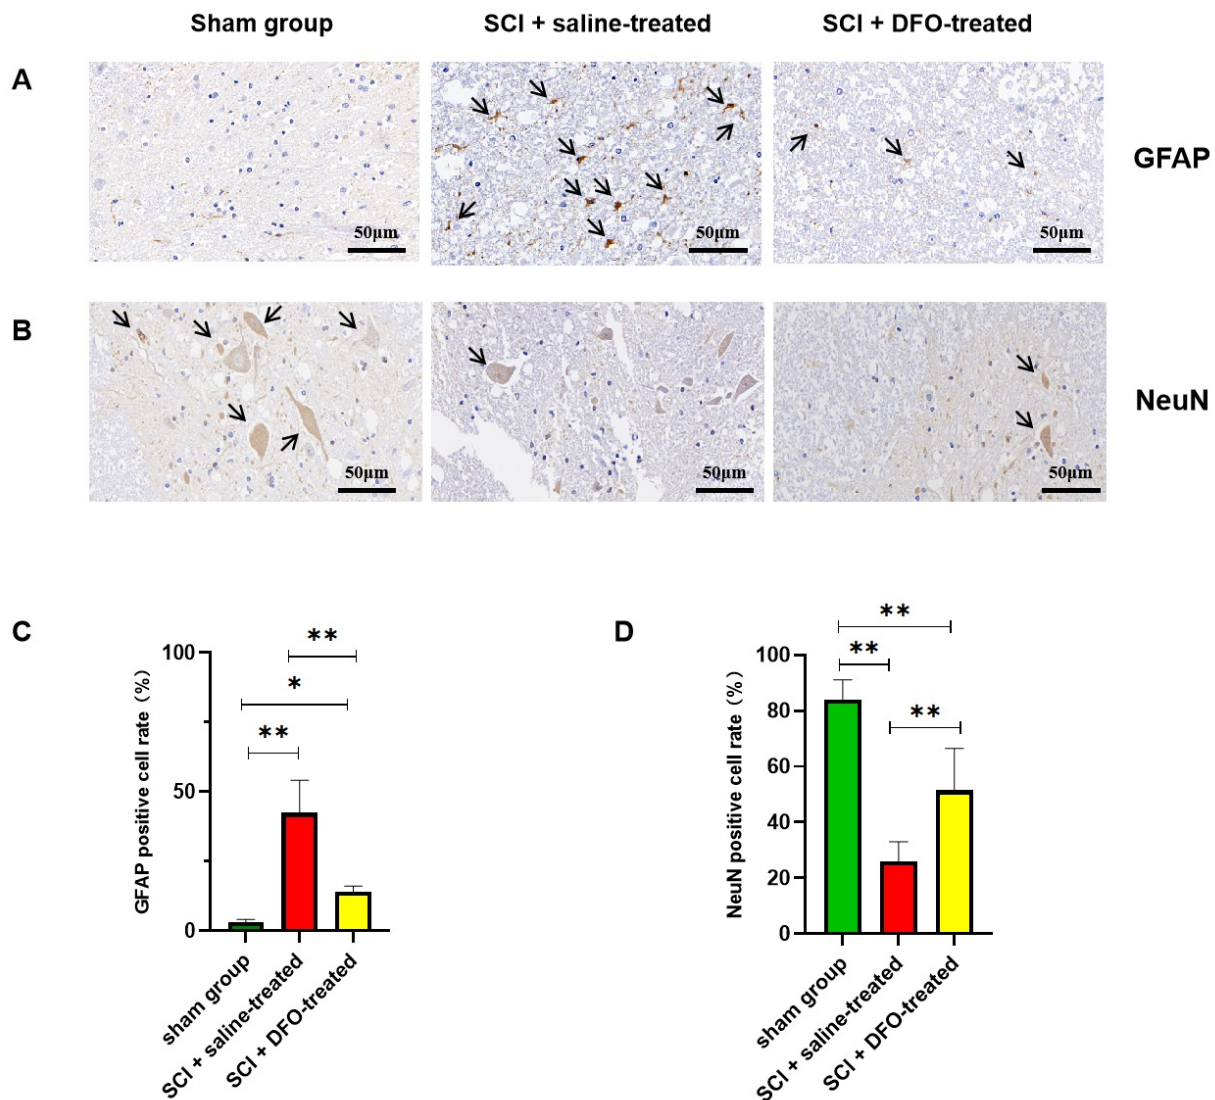 Sham group
SCI + saline-treated
SCI + DFO-treated
A
50μm
50μm
50μm
GFAP
B
50μm
50μm
50μm
NeuN
C
GFAP positive cell rate (%)
100
50
0
**
*
**
sham group
SCI + saline-treated
SCI + DFO-treated
D
NeuN positive cell rate (%)
100
80
60
40
20
0
**
**
**
sham group
SCI + saline-treated
SCI + DFO-treated